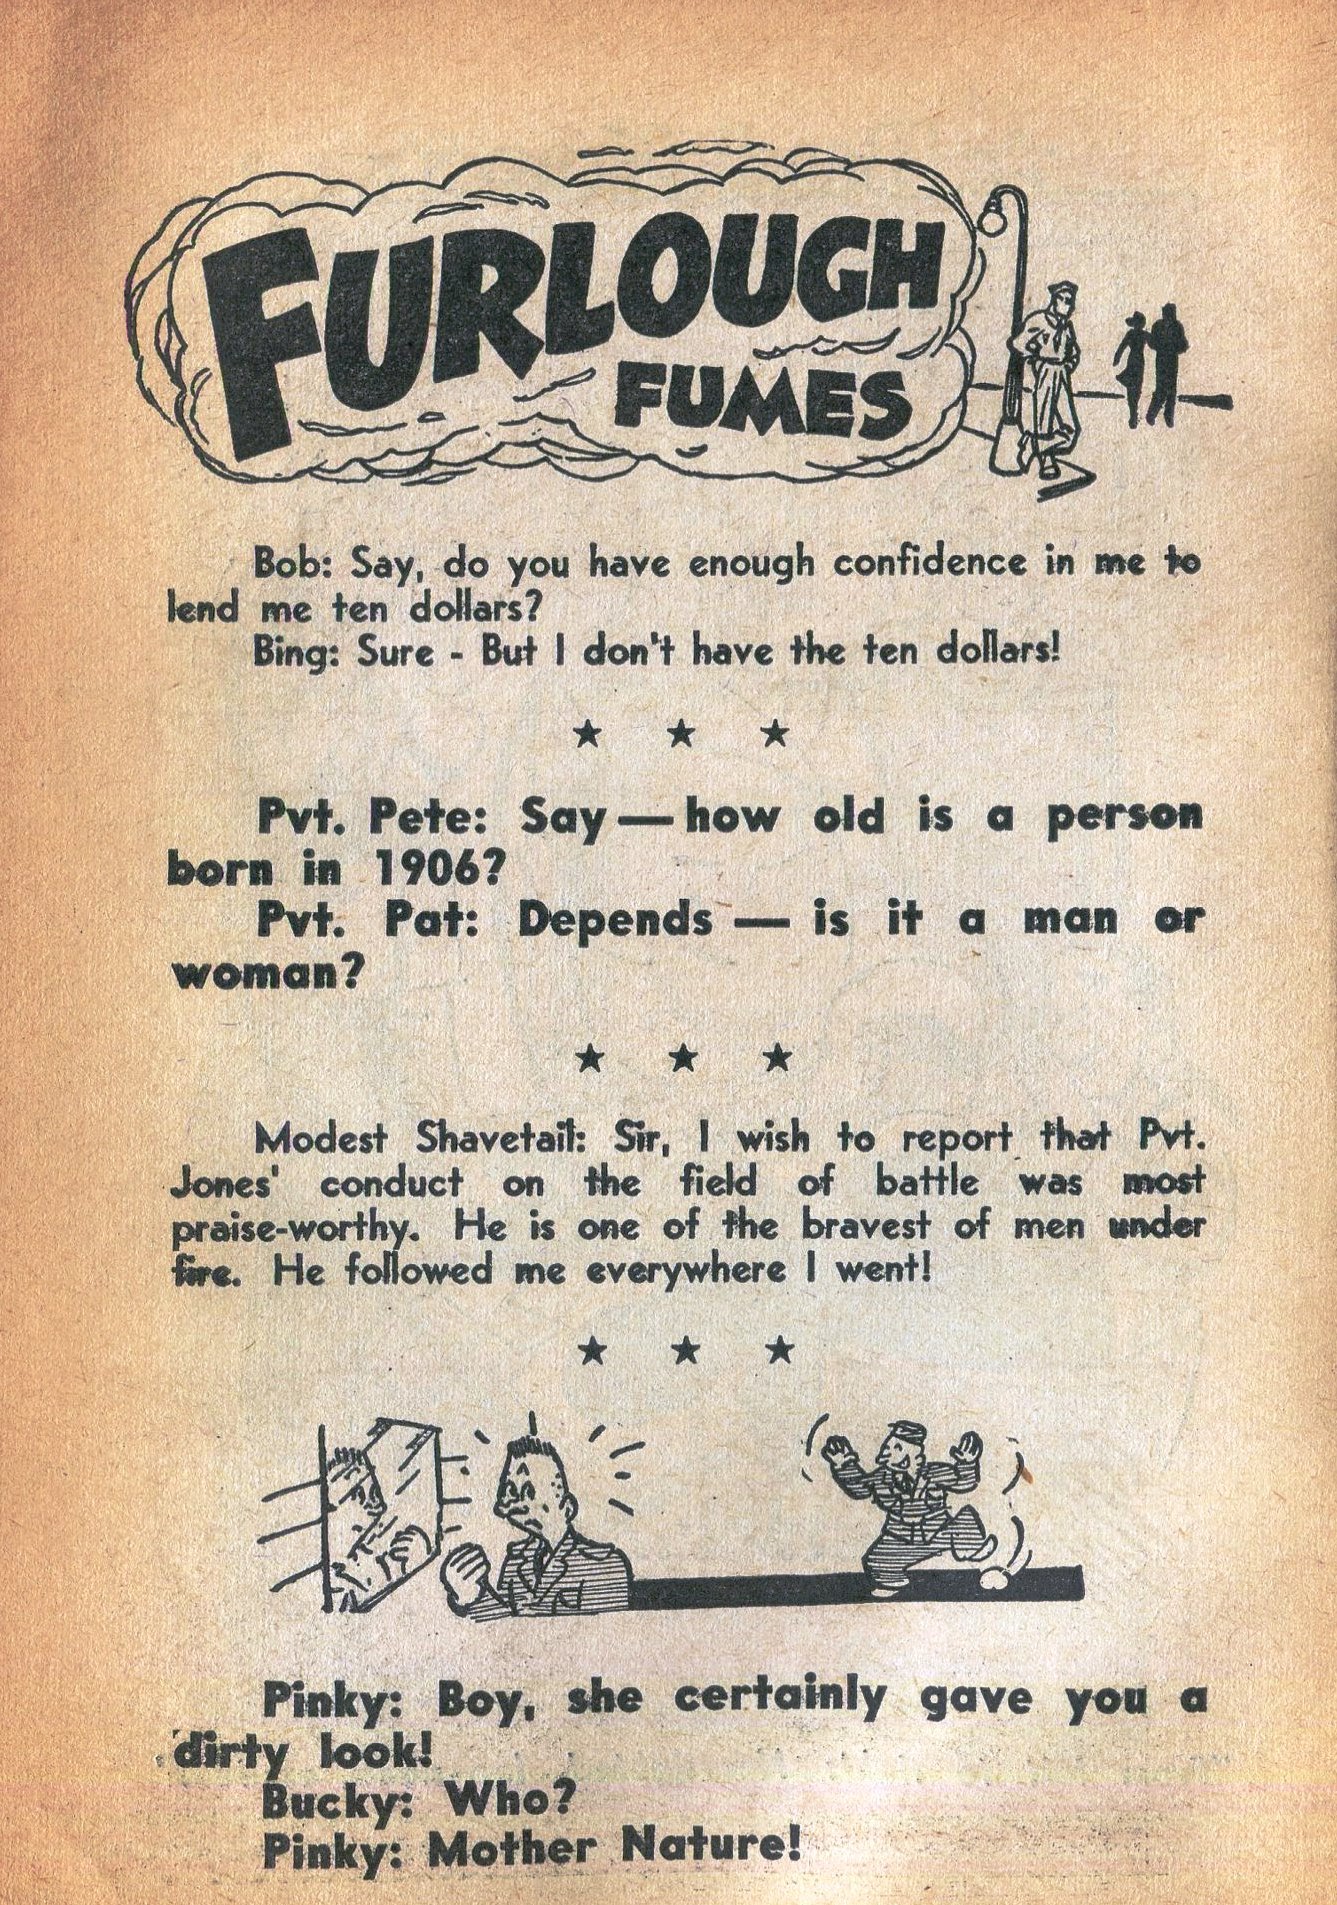 FURLOUGH
FUMES
Bob: Say, do you have enough confidence in me to
lend me ten dollars?
Bing: Sure - But I don't have the ten dollars!
★ ★ ★
Pvt. Pete: Say — how old is a person
born in 1906?
Pvt. Pat: Depends — is it a man or
woman?
★ ★ ★
Modest Shavetail: Sir, I wish to report that Pvt.
Jones' conduct on the field of battle was most
praise-worthy. He is one of the bravest of men under
fire. He followed me everywhere I went!
★ ★ ★
Pinky: Boy, she certainly gave you a
dirty look!
Bucky: Who?
Pinky: Mother Nature!